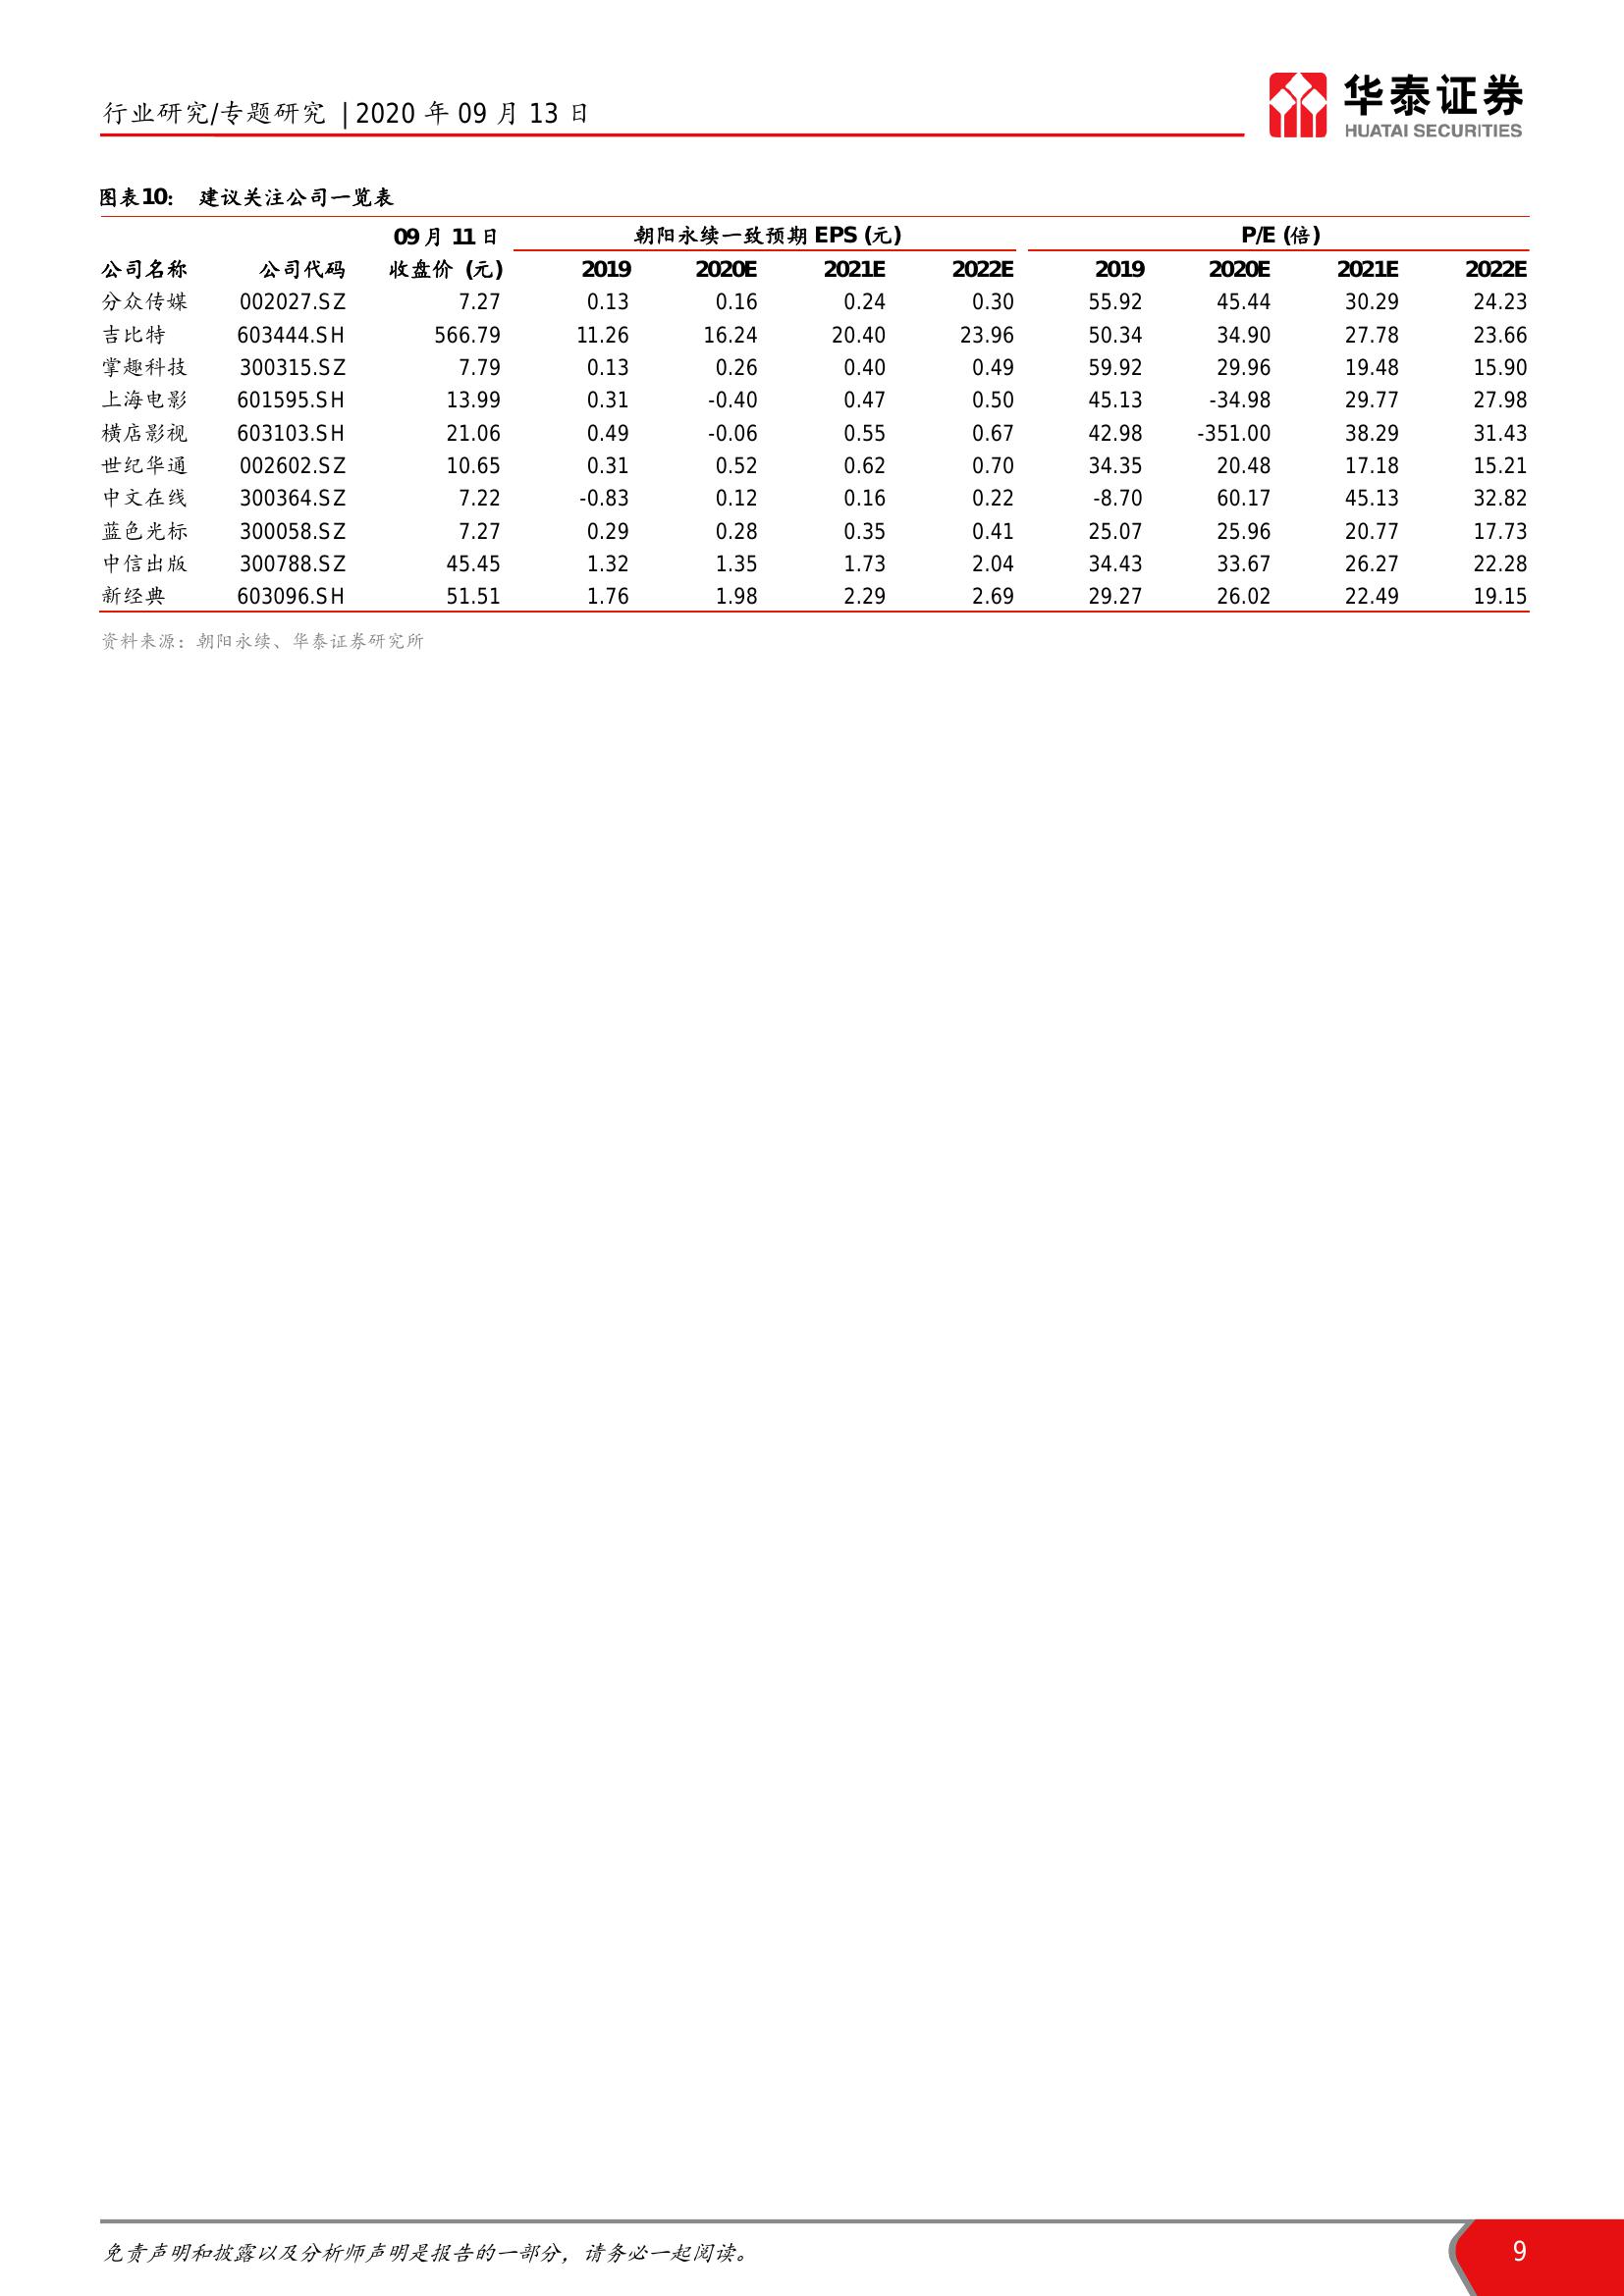 行业研究/专题研究 | 2020 年 09 月 13 日
华泰证券
HUATAI SECURITIES
图表10： 建议关注公司一览表
09 月 11 日 朝阳永续一致预期 EPS (元) P/E (倍)
公司名称 公司代码 收盘价 (元) 2019 2020E 2021E 2022E 2019 2020E 2021E 2022E
分众传媒 002027.SZ 7.27 0.13 0.16 0.24 0.30 55.92 45.44 30.29 24.23
吉比特 603444.SH 566.79 11.26 16.24 20.40 23.96 50.34 34.90 27.78 23.66
掌趣科技 300315.SZ 7.79 0.13 0.26 0.40 0.49 59.92 29.96 19.48 15.90
上海电影 601595.SH 13.99 0.31 -0.40 0.47 0.50 45.13 -34.98 29.77 27.98
横店影视 603103.SH 21.06 0.49 -0.06 0.55 0.67 42.98 -351.00 38.29 31.43
世纪华通 002602.SZ 10.65 0.31 0.52 0.62 0.70 34.35 20.48 17.18 15.21
中文在线 300364.SZ 7.22 -0.83 0.12 0.16 0.22 -8.70 60.17 45.13 32.82
蓝色光标 300058.SZ 7.27 0.29 0.28 0.35 0.41 25.07 25.96 20.77 17.73
中信出版 300788.SZ 45.45 1.32 1.35 1.73 2.04 34.43 33.67 26.27 22.28
新经典 603096.SH 51.51 1.76 1.98 2.29 2.69 29.27 26.02 22.49 19.15
资料来源：朝阳永续、华泰证券研究所
免责声明和披露以及分析师声明是报告的一部分，请务必一起阅读。
9